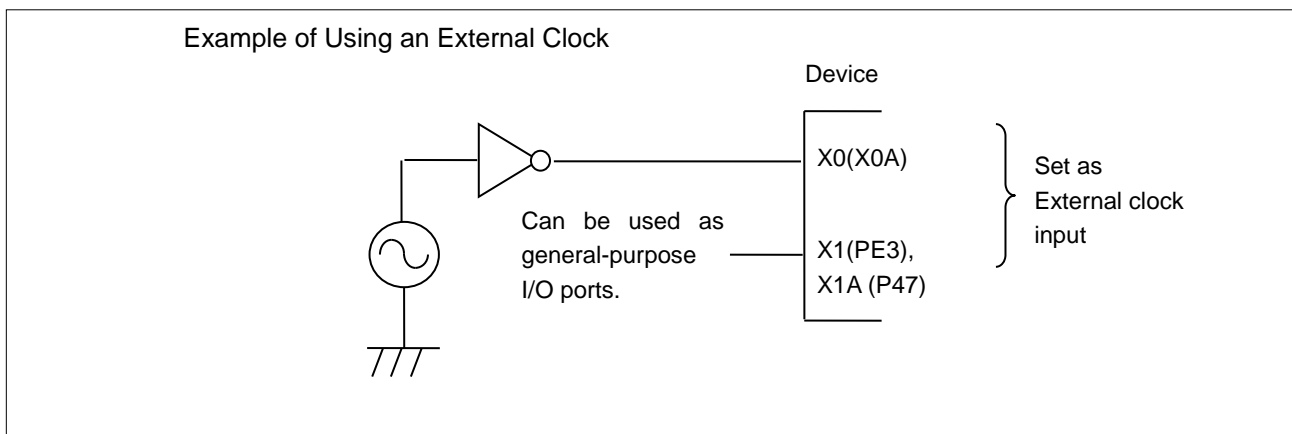 Example of Using an External Clock
Device
X0(X0A)
Can be used as
general-purpose
I/O ports.
X1(PE3),
X1A (P47)
Set as
External clock
input